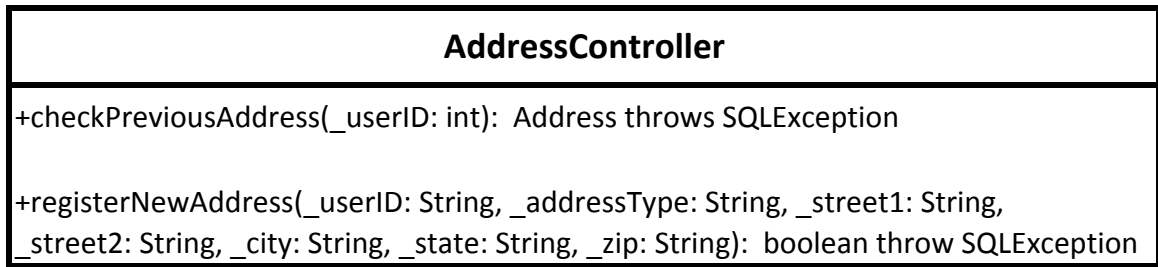 AddressController
+checkPreviousAddress(_userID: int):  Address throws SQLException
+registerNewAddress(_userID: String, _addressType: String, _street1: String,
_street2: String, _city: String, _state: String, _zip: String):  boolean throw SQLException